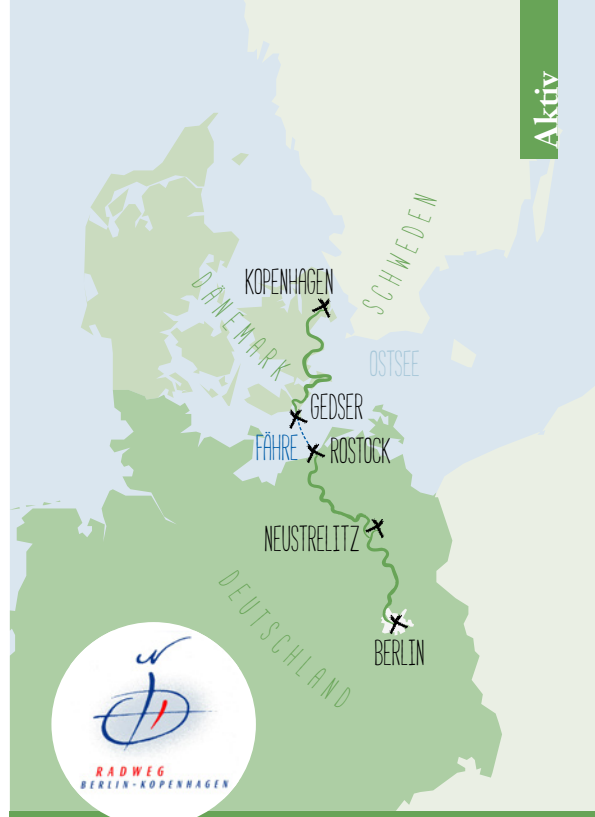 Aktiv
SCHWEDEN
KOPENHAGEN
DÄNEMARK
OSTSEE
GEDSER
FÄHRE
ROSTOCK
NEUSTRELITZ
DEUTSCHLAND
BERLIN
RADWEG
BERLIN-KOPENHAGEN